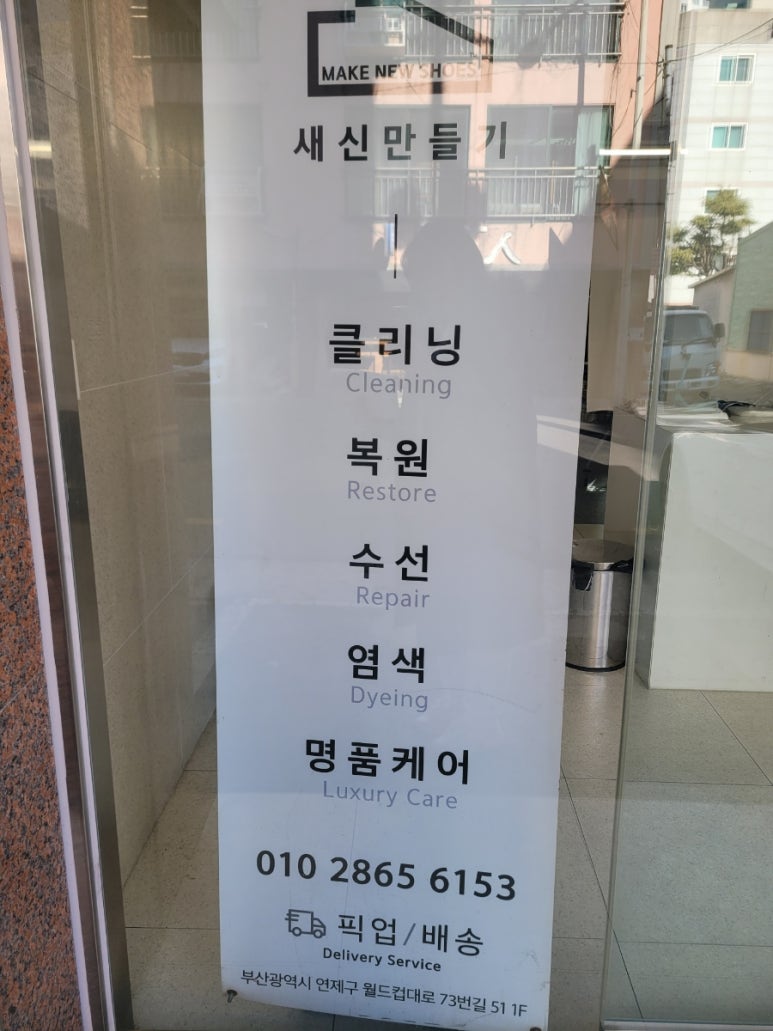 MAKE NEW SHOES
새신만들기
클리닝
Cleaning
복원
Restore
수선
Repair
염색
Dyeing
명품케어
Luxury Care
010 2865 6153
픽업/배송
Delivery Service
부산광역시 연제구 월드컵대로 73번길 51 1F